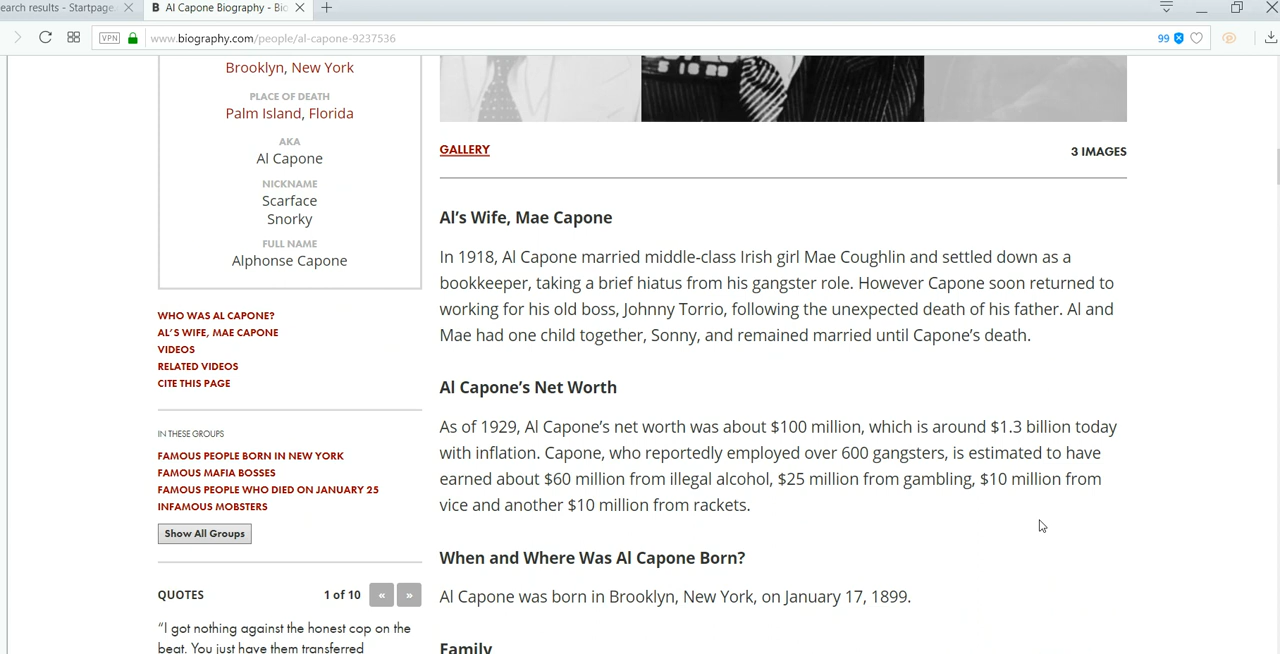 earch results - Startpage.
B Al Capone Biography - Bio
VPN
www.biography.com/people/al-capone-9237536
99
Brooklyn, New York
PLACE OF DEATH
Palm Island, Florida
AKA
Al Capone
NICKNAME
Scarface
Snorky
FULL NAME
Alphonse Capone
WHO WAS AL CAPONE?
AL'S WIFE, MAE CAPONE
VIDEOS
RELATED VIDEOS
CITE THIS PAGE
IN THESE GROUPS
FAMOUS PEOPLE BORN IN NEW YORK
FAMOUS MAFIA BOSSES
FAMOUS PEOPLE WHO DIED ON JANUARY 25
INFAMOUS MOBSTERS
Show All Groups
QUOTES 1 of 10 « »
“I got nothing against the honest cop on the
beat. You just have them transferred
GALLERY
3 IMAGES
Al’s Wife, Mae Capone
In 1918, Al Capone married middle-class Irish girl Mae Coughlin and settled down as a
bookkeeper, taking a brief hiatus from his gangster role. However Capone soon returned to
working for his old boss, Johnny Torrio, following the unexpected death of his father. Al and
Mae had one child together, Sonny, and remained married until Capone’s death.
Al Capone’s Net Worth
As of 1929, Al Capone’s net worth was about $100 million, which is around $1.3 billion today
with inflation. Capone, who reportedly employed over 600 gangsters, is estimated to have
earned about $60 million from illegal alcohol, $25 million from gambling, $10 million from
vice and another $10 million from rackets.
When and Where Was Al Capone Born?
Al Capone was born in Brooklyn, New York, on January 17, 1899.
Family